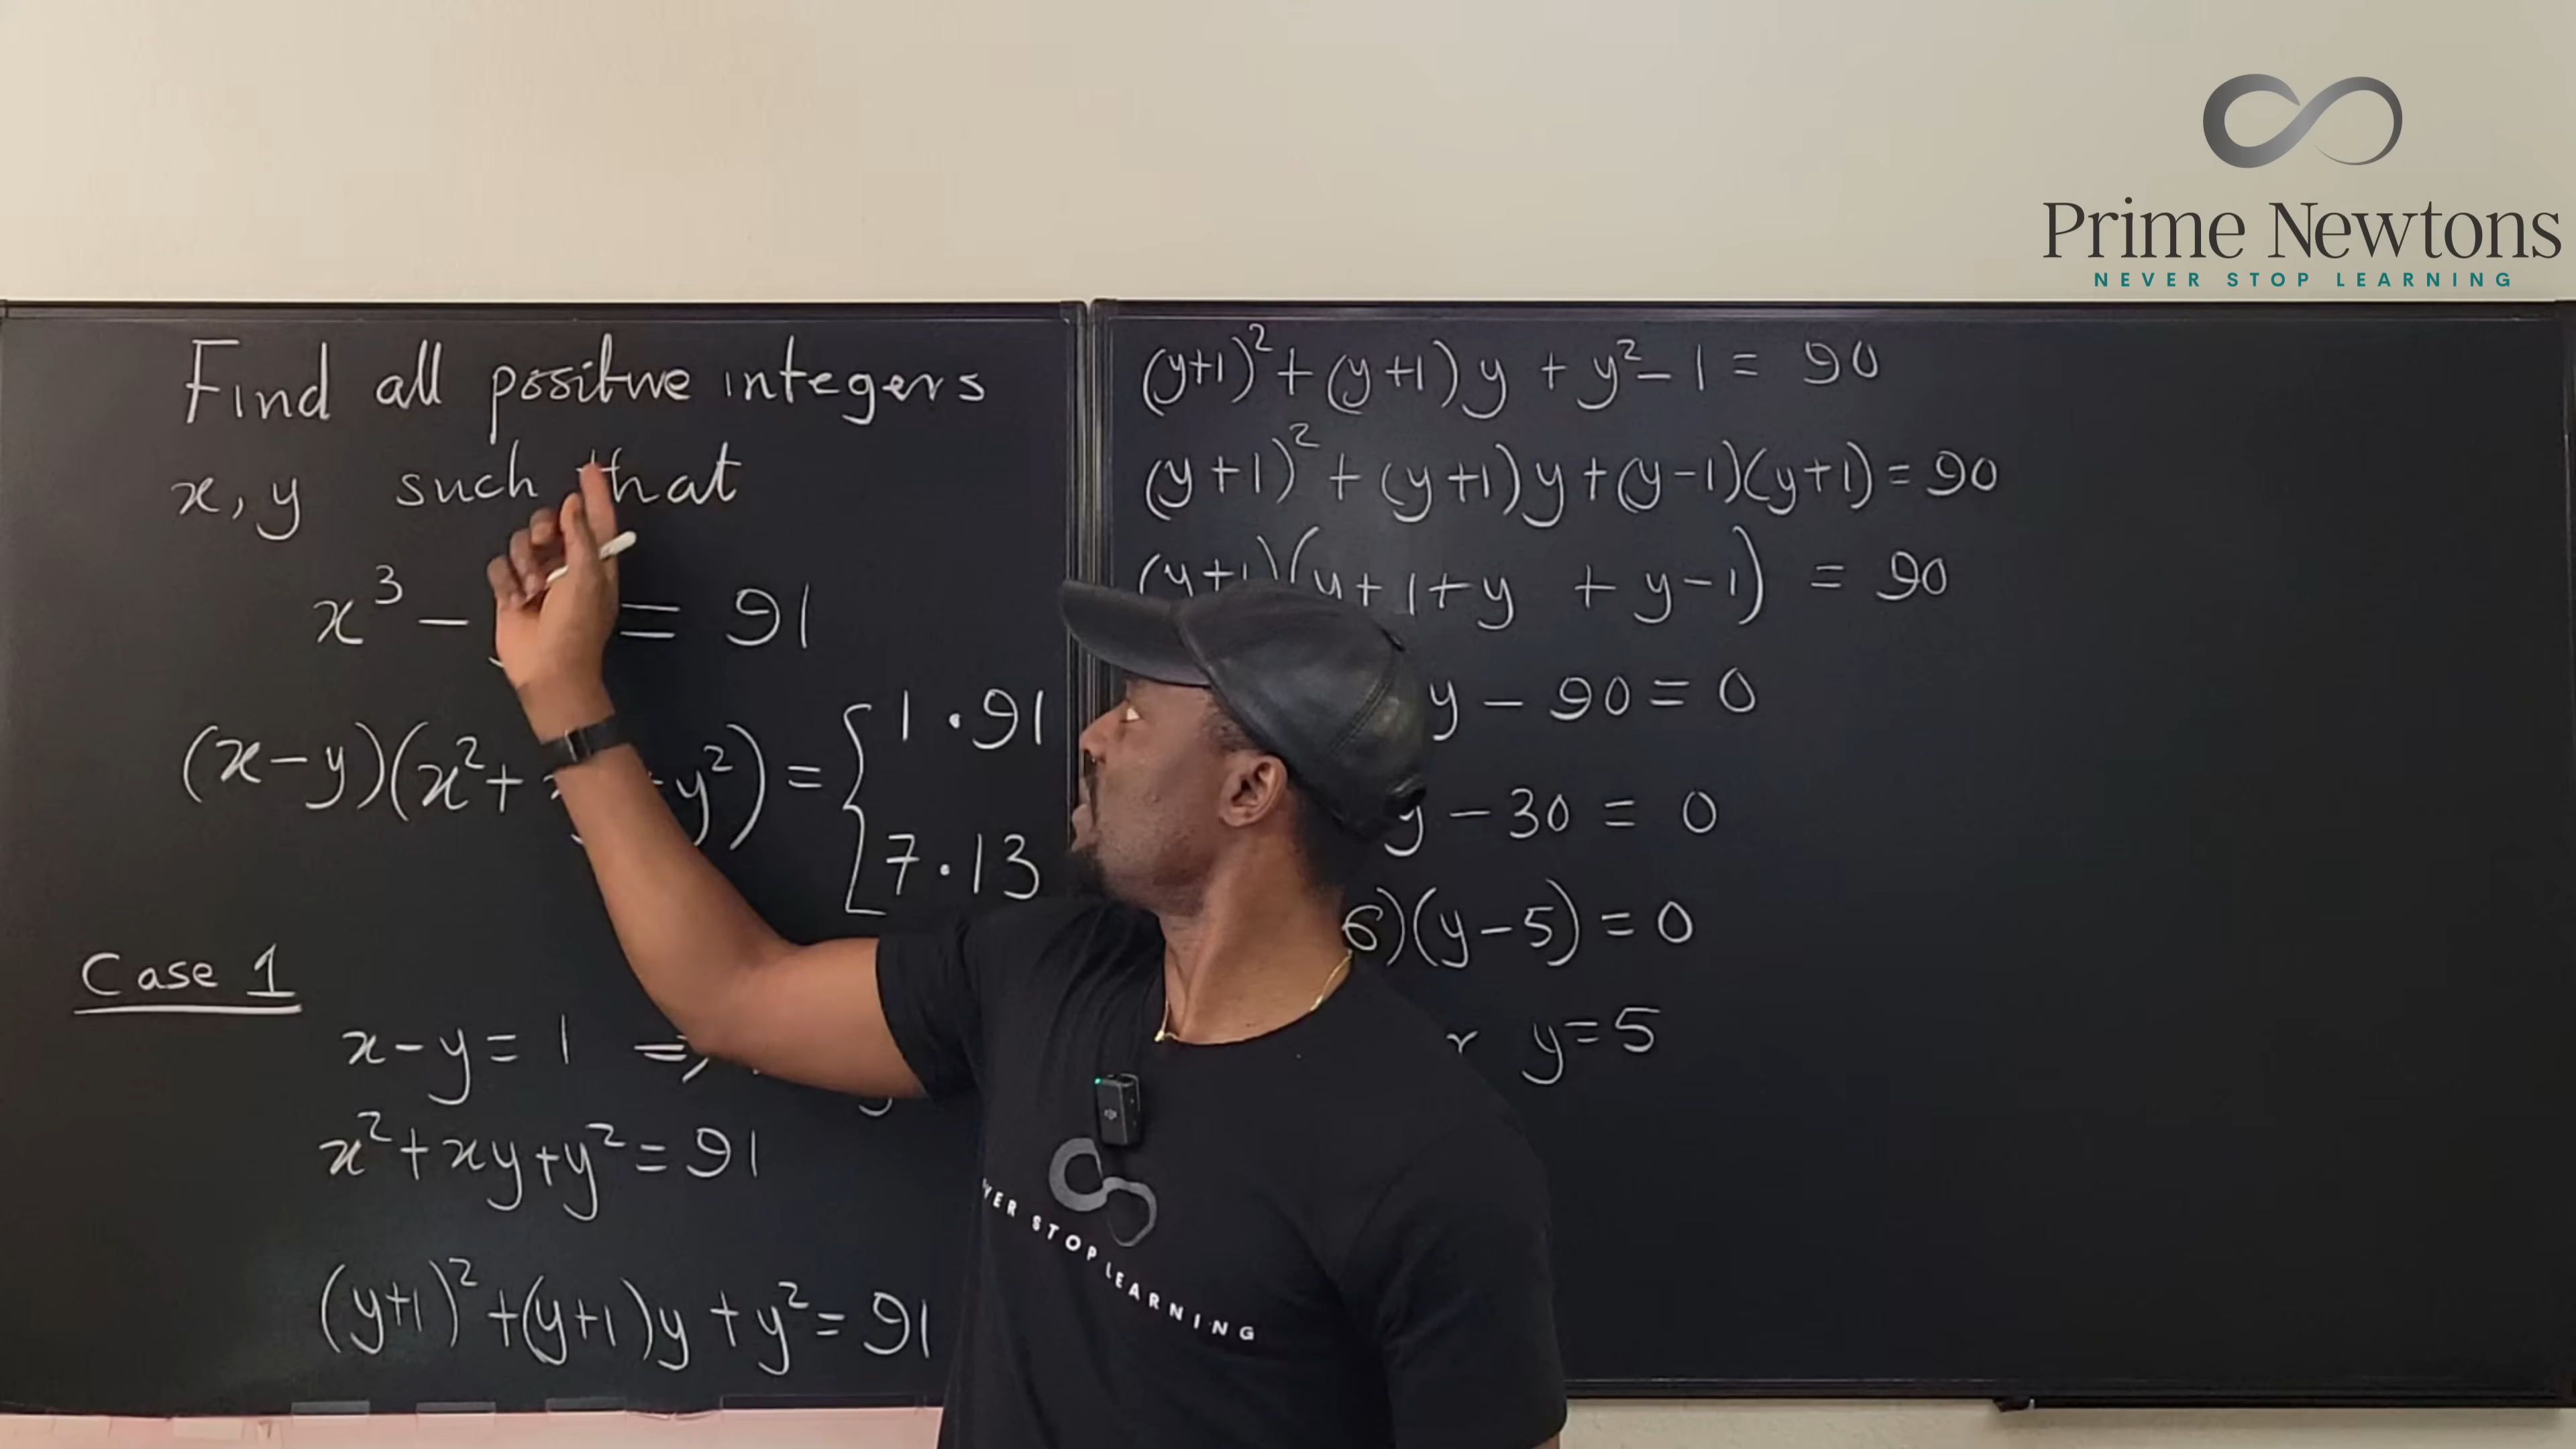 Prime Newtons
NEVER STOP LEARNING
Find all positive integers
x, y such that
x³ − = 91
(x−y)(x²+ y²) = { 1 · 91
7 · 13
Case 1
x−y = 1 ⇒
x²+xy+y² = 91
(y+1)²+(y+1)y+y² = 91
(y+1)²+(y+1)y+y²−1 = 90
(y+1)²+(y+1)y+(y−1)(y+1) = 90
(y+1)(y+1+y+y−1) = 90
y − 90 = 0
y − 30 = 0
6)(y−5) = 0
r y=5
VER STOP LEARNING